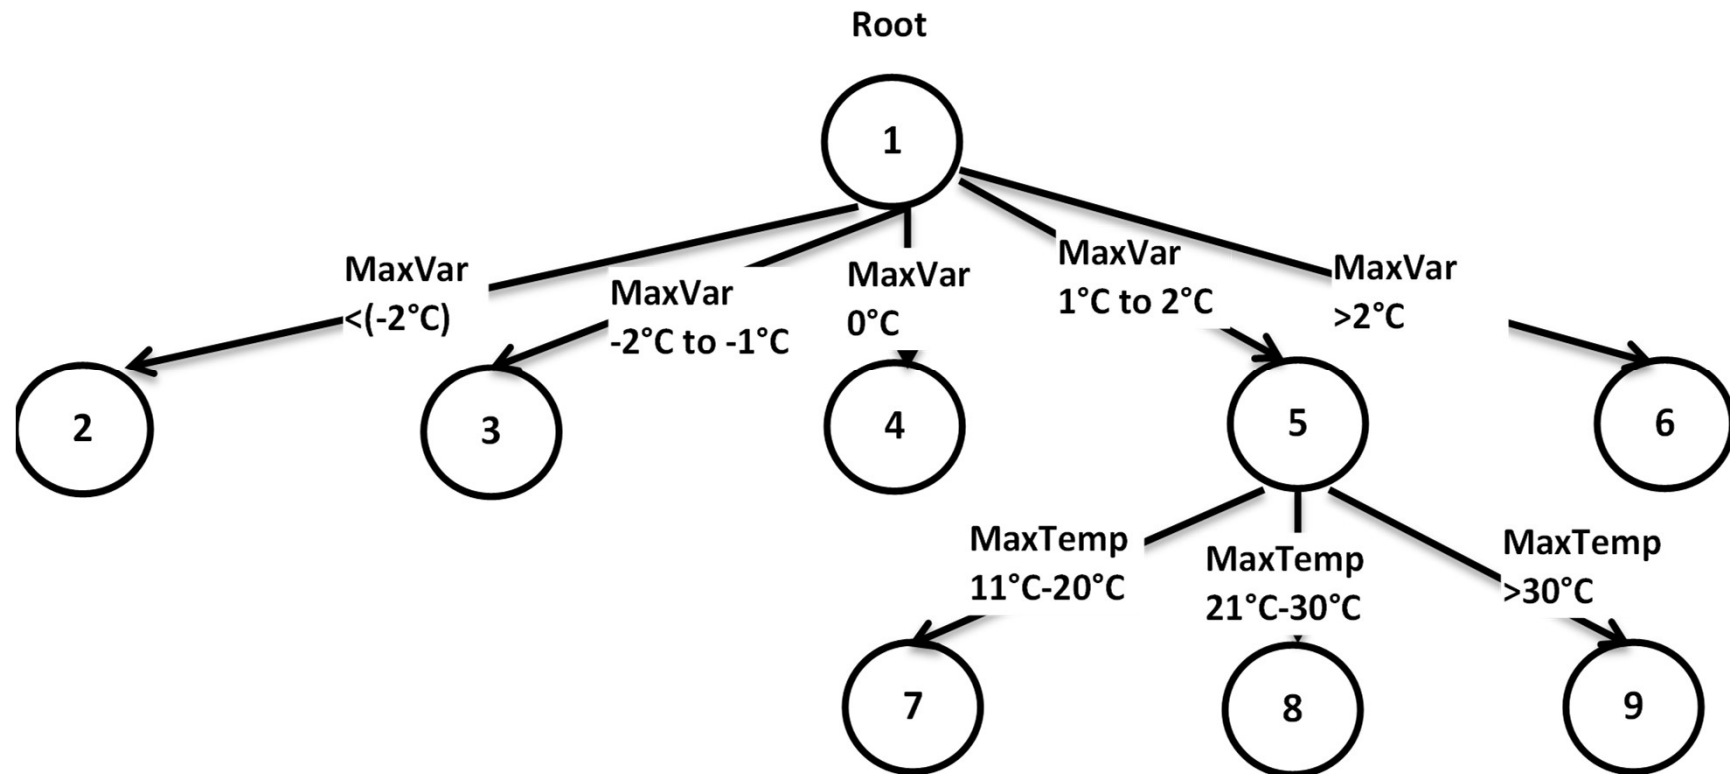 Root
1
MaxVar
<(-2°C)
MaxVar
-2°C to -1°C
MaxVar
0°C
MaxVar
1°C to 2°C
MaxVar
>2°C
2
3
4
5
6
MaxTemp
11°C-20°C
MaxTemp
21°C-30°C
MaxTemp
>30°C
7
8
9